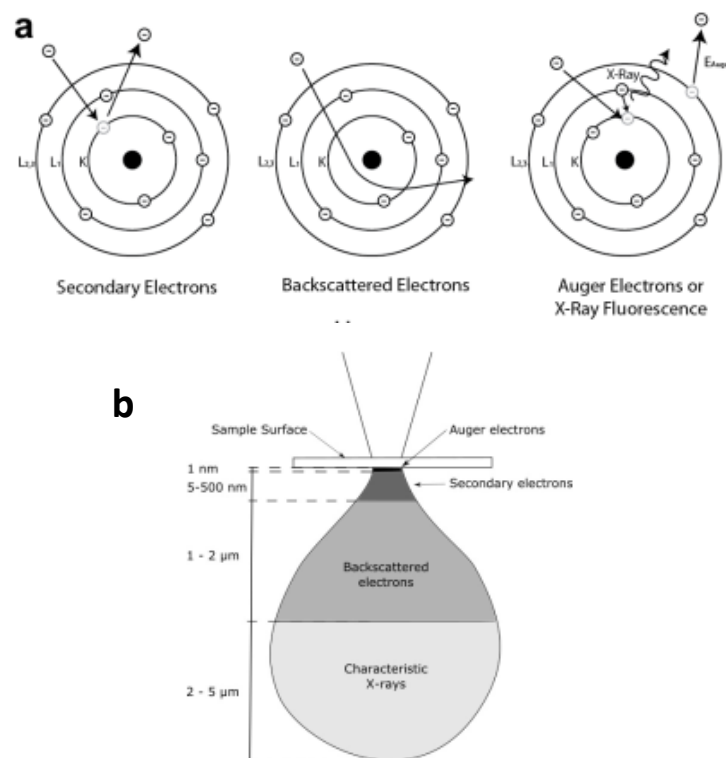 a
X-Ray
L2,3 L1 K
L2,3 L1 K
L2,3 L1 K
Secondary Electrons
Backscattered Electrons
Auger Electrons or
X-Ray Fluorescence
b
Sample Surface
Auger electrons
1 nm
5-500 nm
Secondary electrons
1 - 2 µm
Backscattered
electrons
Characteristic
X-rays
2 - 5 µm